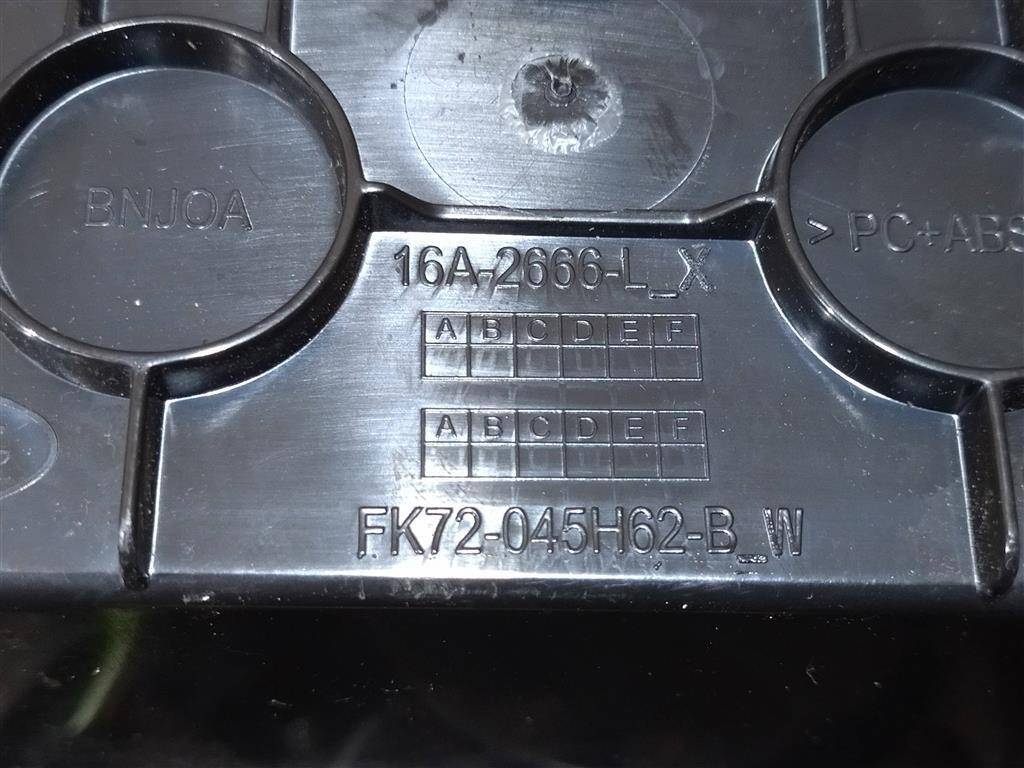 BNJOA
> PC+ABS
16A-2666-L_X
A B C D E F
A B C D E F
FK72-045H62-B_W